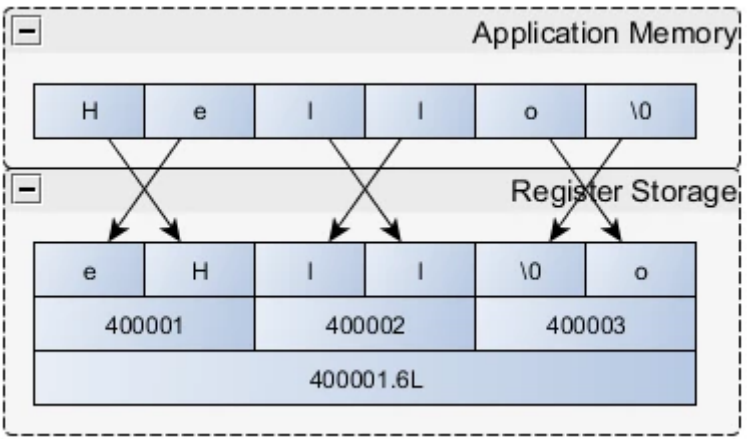 Application Memory
H e l l o \0
Register Storage
e H l l \0 o
400001 400002 400003
400001.6L